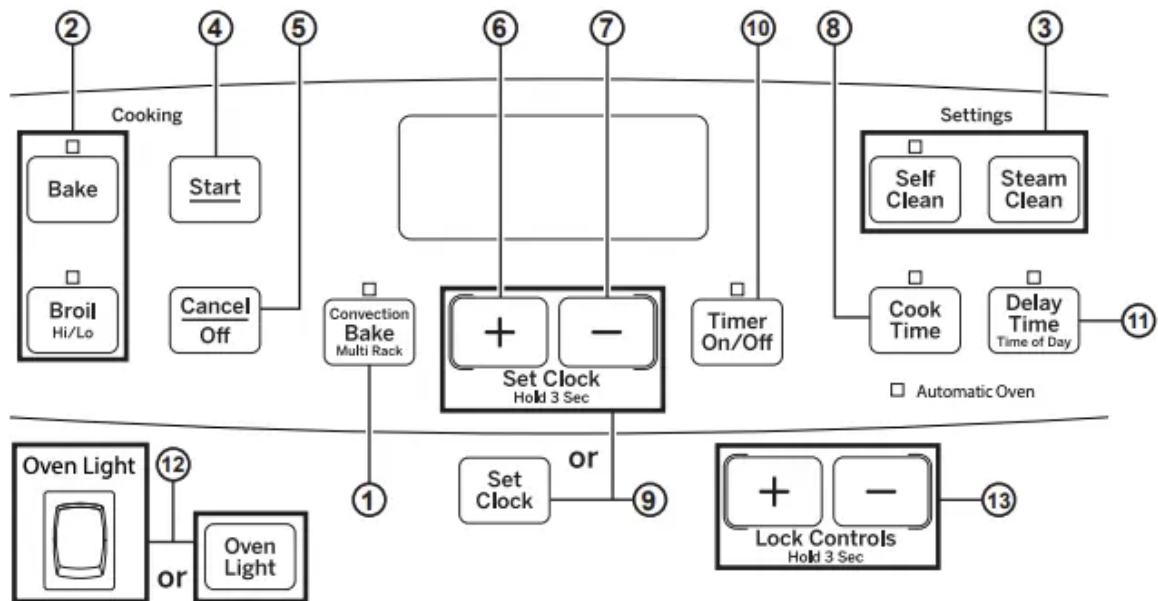 2
4
5
6
7
10
8
3
Cooking
Settings
Bake
Start
Self
Clean
Steam
Clean
Broil
Hi/Lo
Cancel
Off
Convection
Bake
Multi Rack
+
−
Set Clock
Hold 3 Sec
Timer
On/Off
Cook
Time
Delay
Time
Time of Day
11
Automatic Oven
Oven Light
12
or
Oven
Light
1
Set
Clock
or
9
+
−
Lock Controls
Hold 3 Sec
13